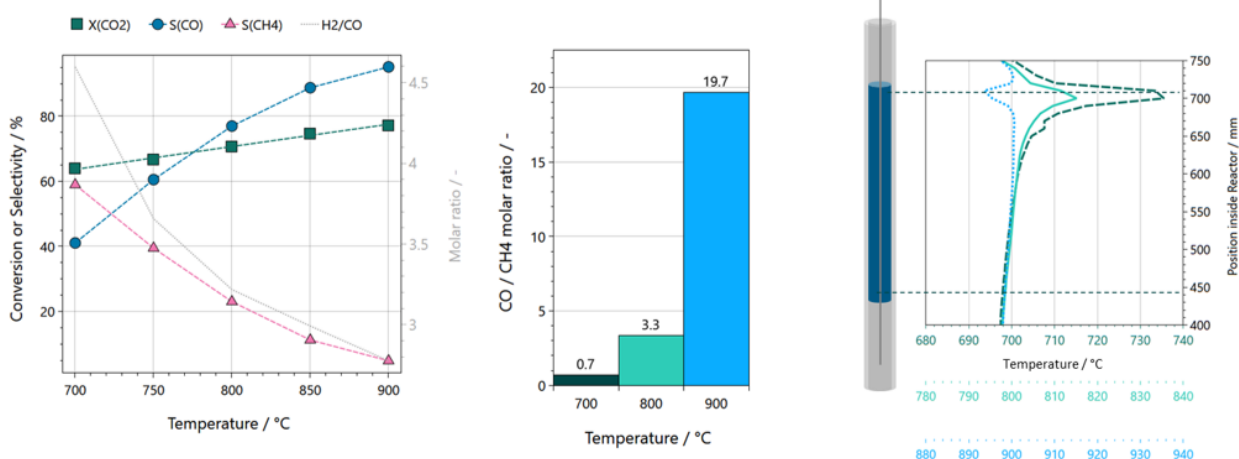 X(CO2) S(CO) S(CH4) H2/CO
Conversion or Selectivity / %
80
60
40
20
4.5
4
3.5
3
Molar ratio / -
700 750 800 850 900
Temperature / °C
CO / CH4 molar ratio / -
20
15
10
5
0
0.7
3.3
19.7
700 800 900
Temperature / °C
750
700
650
600
550
500
450
400
Position inside Reactor / mm
680 690 700 710 720 730 740
Temperature / °C
780 790 800 810 820 830 840
880 890 900 910 920 930 940